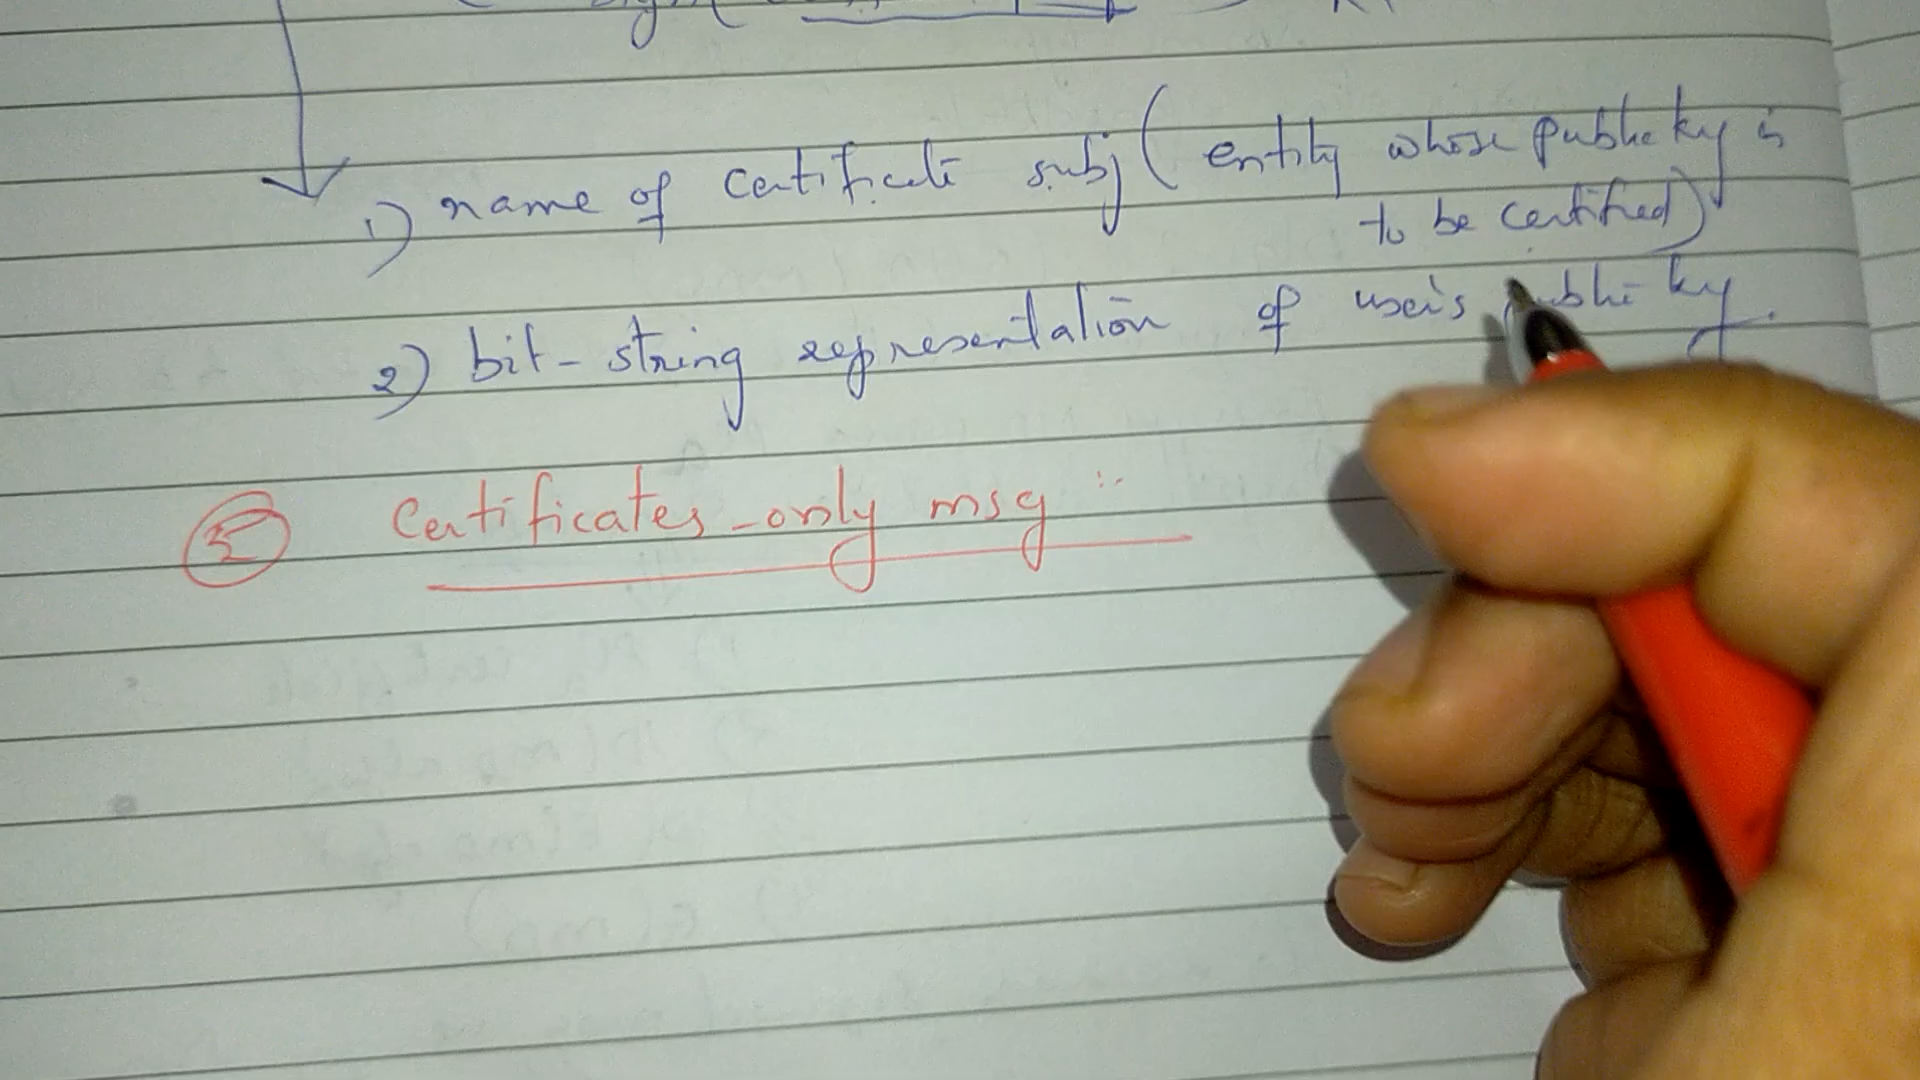 1) name of certificate subj ( entity whose public key is
to be certified)
2) bit-string representation of user's public key.
5 Certificates-only msg :-